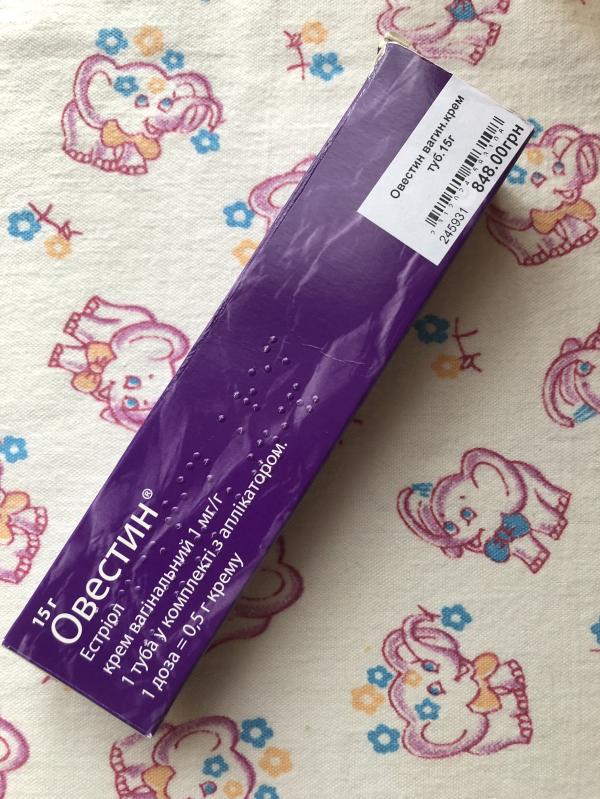 Овестин вагин.крем
туб.15г
245931
848.00грн
15 г
Овестин®
Естріол
крем вагінальний 1 мг/г
1 туба у комплекті з аплікатором.
1 доза = 0,5 г крему